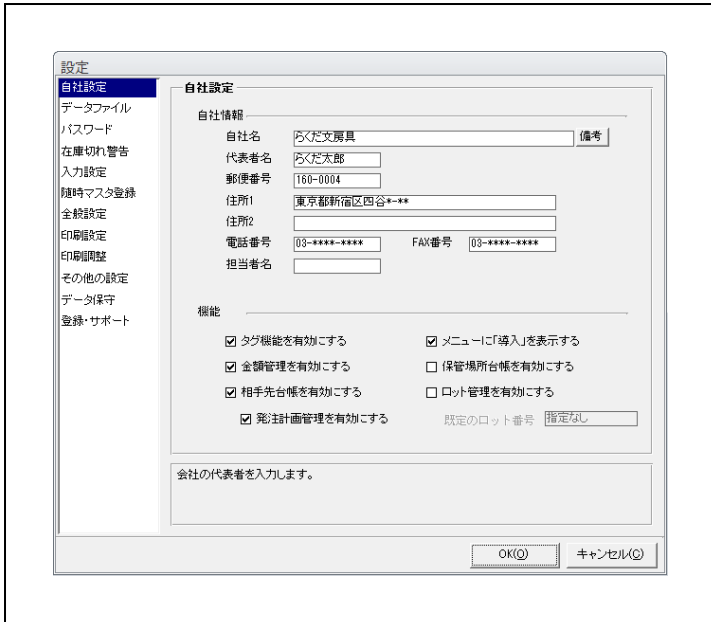 設定
自社設定
データファイル
パスワード
在庫切れ警告
入力設定
随時マスタ登録
全般設定
印刷設定
印刷調整
その他の設定
データ保守
登録・サポート
自社設定
自社情報
自社名 らくだ文房具 備考
代表者名 らくだ太郎
郵便番号 160-0004
住所1 東京都新宿区四谷*-**
住所2
電話番号 03-****-**** FAX番号 03-****-****
担当者名
機能
タグ機能を有効にする メニューに「導入」を表示する
金額管理を有効にする 保管場所台帳を有効にする
相手先台帳を有効にする ロット管理を有効にする
発注計画管理を有効にする 既定のロット番号 指定なし
会社の代表者を入力します。
OK(O) キャンセル(C)